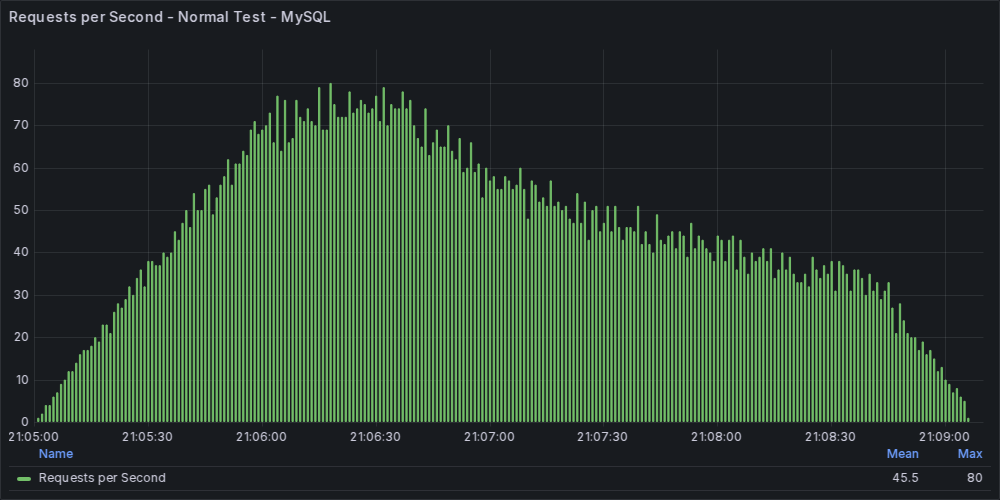 Requests per Second - Normal Test - MySQL
80
70
60
50
40
30
20
10
0
21:05:00 21:05:30 21:06:00 21:06:30 21:07:00 21:07:30 21:08:00 21:08:30 21:09:00
Name Mean Max
Requests per Second 45.5 80